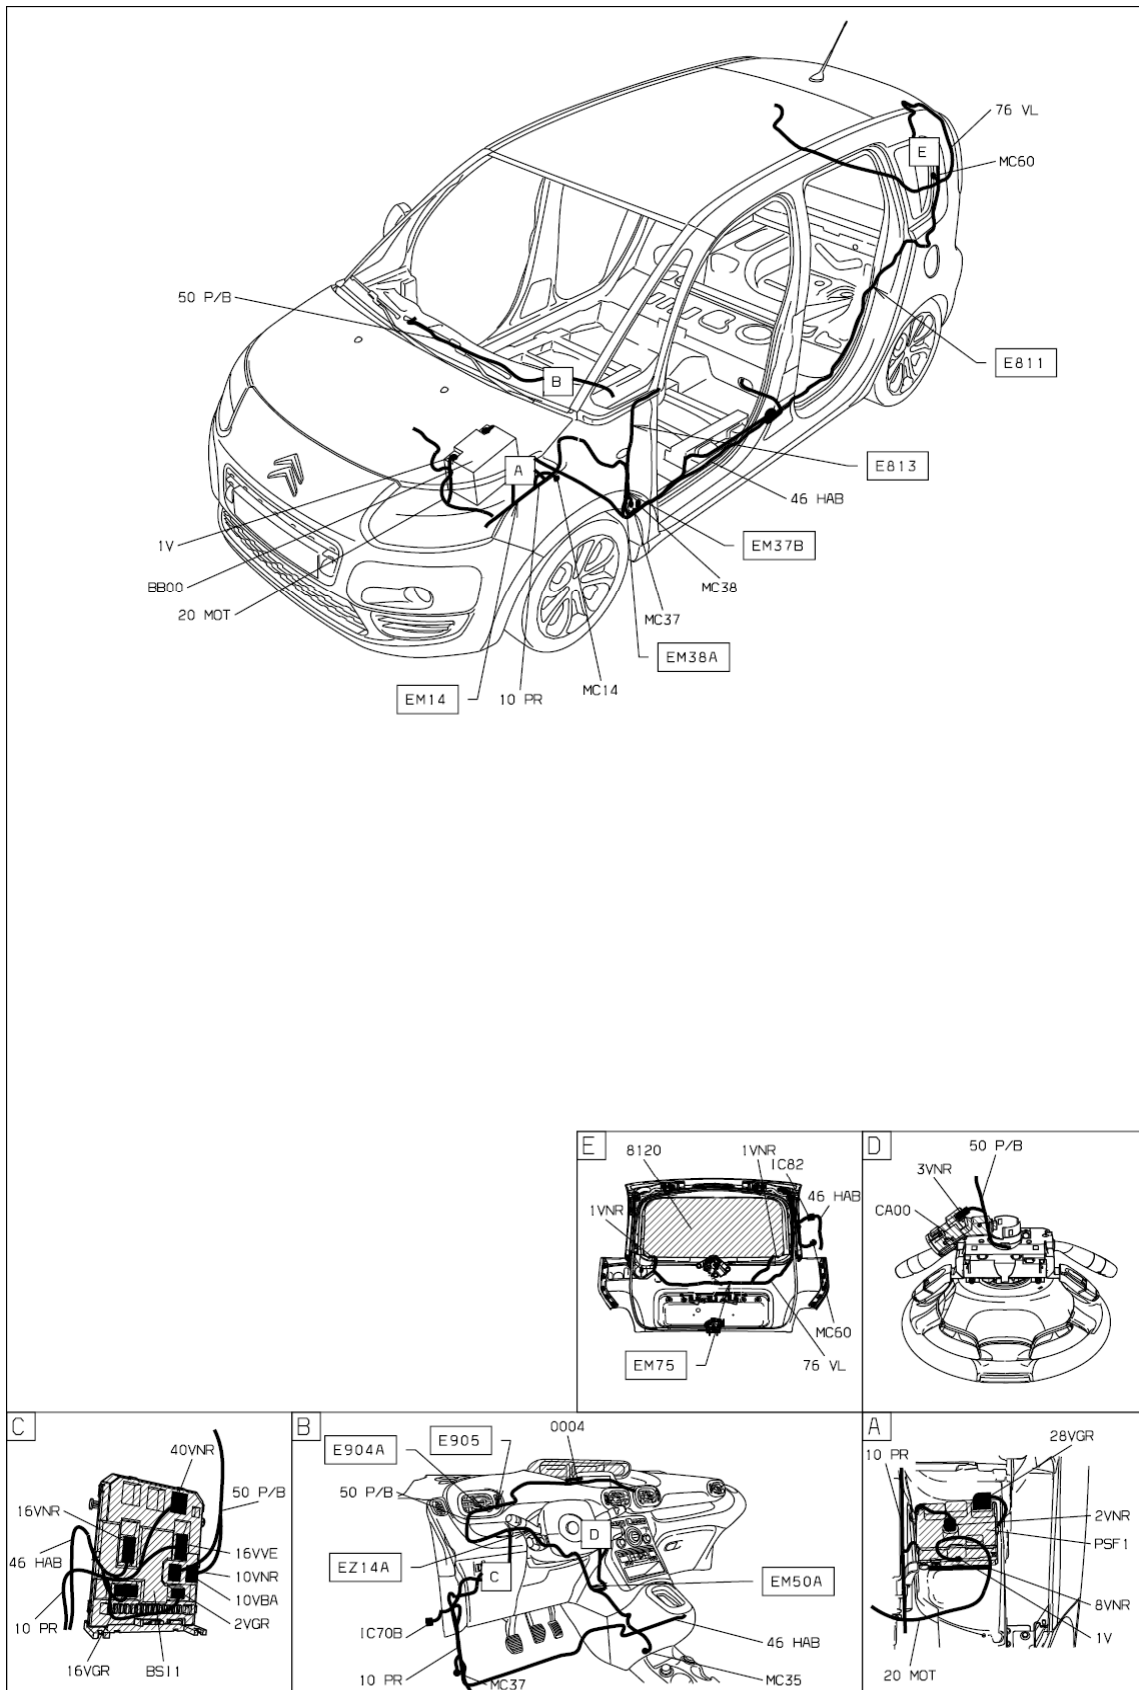 76 VL
E
MC60
50 P/B
E811
B
E813
A
46 HAB
1V
EM37B
BB00
MC38
20 MOT
MC37
EM38A
MC14
EM14
10 PR
E
8120
1VNR
IC82
46 HAB
1VNR
MC60
EM75
76 VL
D
50 P/B
3VNR
CA00
C
40VNR
50 P/B
16VNR
46 HAB
16VVE
10VNR
10VBA
2VGR
10 PR
16VGR
BSI1
B
0004
E905
E904A
50 P/B
D
EZ14A
C
EM50A
IC70B
46 HAB
10 PR
MC37
MC35
A
28VGR
10 PR
2VNR
PSF1
8VNR
1V
20 MOT